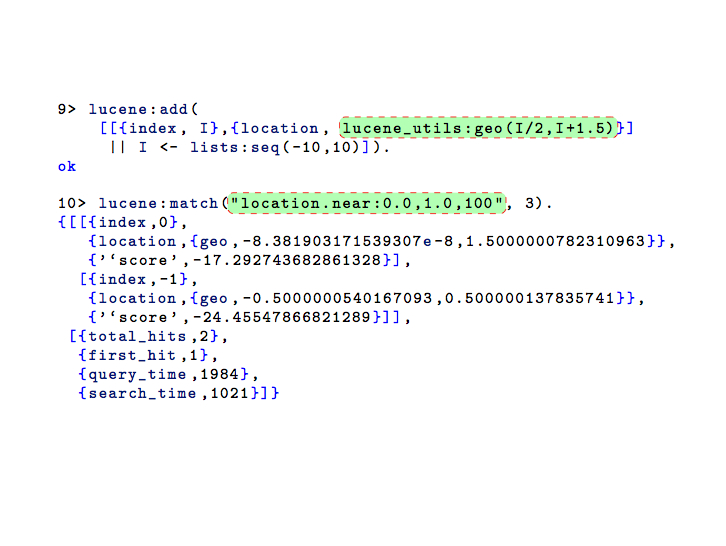 9> lucene:add(
[[{index, I},{location, lucene_utils:geo(I/2,I+1.5)}]
|| I <- lists:seq(-10,10)]).
ok
10> lucene:match("location.near:0.0,1.0,100", 3).
{[[{index,0},
{location,{geo,-8.381903171539307e-8,1.5000000782310963}},
{'‘score’,-17.292743682861328}],
[{index,-1},
{location,{geo,-0.5000000540167093,0.500000137835741}},
{'‘score’,-24.45547866821289}]],
[{total_hits,2},
{first_hit,1},
{query_time,1984},
{search_time,1021}]}